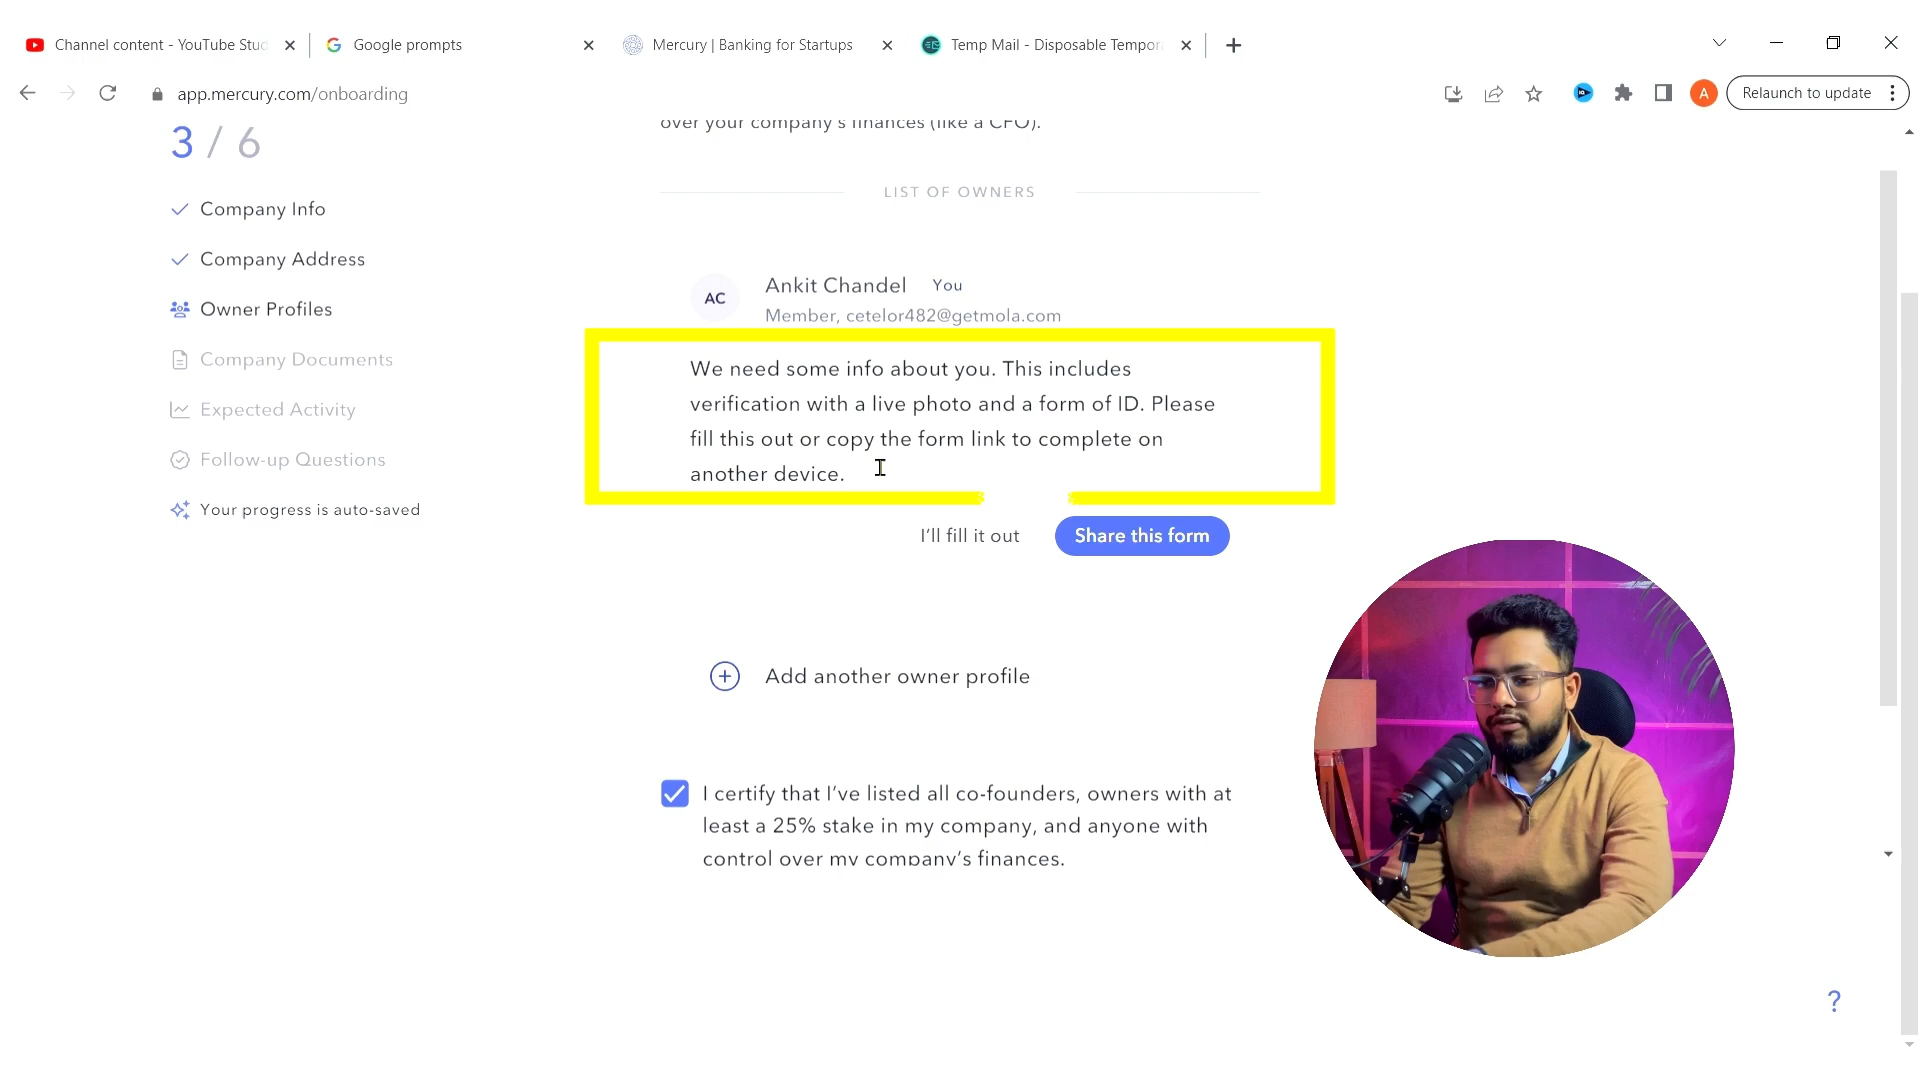 Channel content - YouTube Stud
Google prompts
Mercury | Banking for Startups
Temp Mail - Disposable Tempora
app.mercury.com/onboarding
A
Relaunch to update
3 / 6
Company Info
Company Address
Owner Profiles
Company Documents
Expected Activity
Follow-up Questions
Your progress is auto-saved
over your company's finances (like a CFO).
LIST OF OWNERS
AC
Ankit Chandel You
Member, cetelor482@getmola.com
We need some info about you. This includes
verification with a live photo and a form of ID. Please
fill this out or copy the form link to complete on
another device.
I'll fill it out
Share this form
Add another owner profile
I certify that I've listed all co-founders, owners with at
least a 25% stake in my company, and anyone with
control over my company's finances.
?